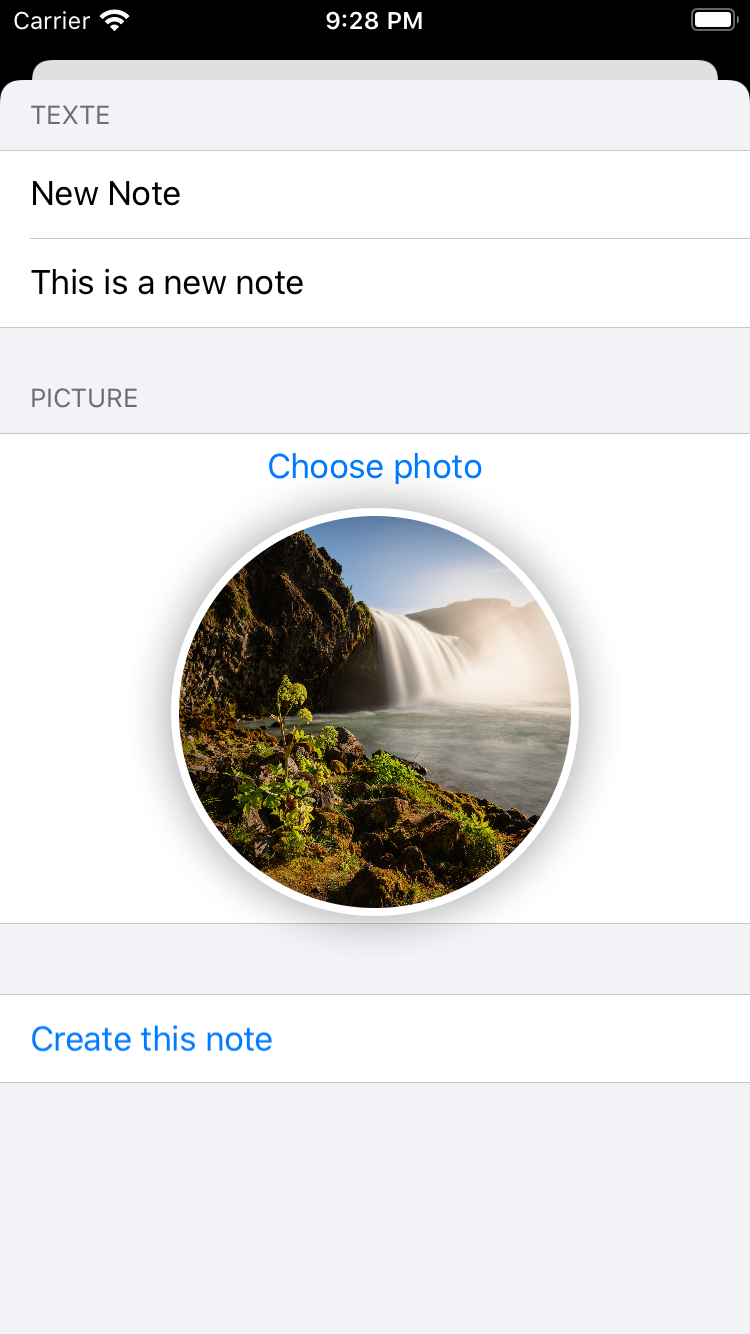 Carrier 9:28 PM
TEXTE
New Note
This is a new note
PICTURE
Choose photo
Create this note